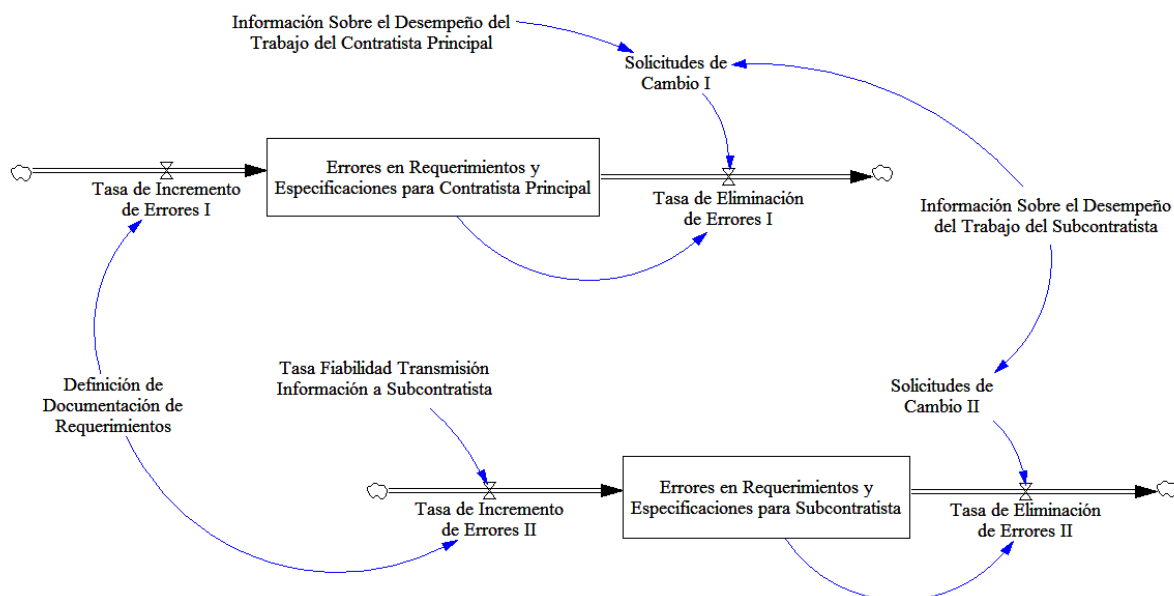 Información Sobre el Desempeño del
Trabajo del Contratista Principal
Solicitudes de
Cambio I
Errores en Requerimientos y
Especificaciones para Contratista Principal
Tasa de Incremento
de Errores I
Tasa de Eliminación
de Errores I
Información Sobre el Desempeño
del Trabajo del Subcontratista
Tasa Fiabilidad Transmisión
Información a Subcontratista
Definición de
Documentación de
Requerimientos
Solicitudes de
Cambio II
Errores en Requerimientos y
Especificaciones para Subcontratista
Tasa de Incremento
de Errores II
Tasa de Eliminación
de Errores II